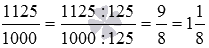 1125/1000 = 1125:125/1000:125 = 9/8 = 1 1/8